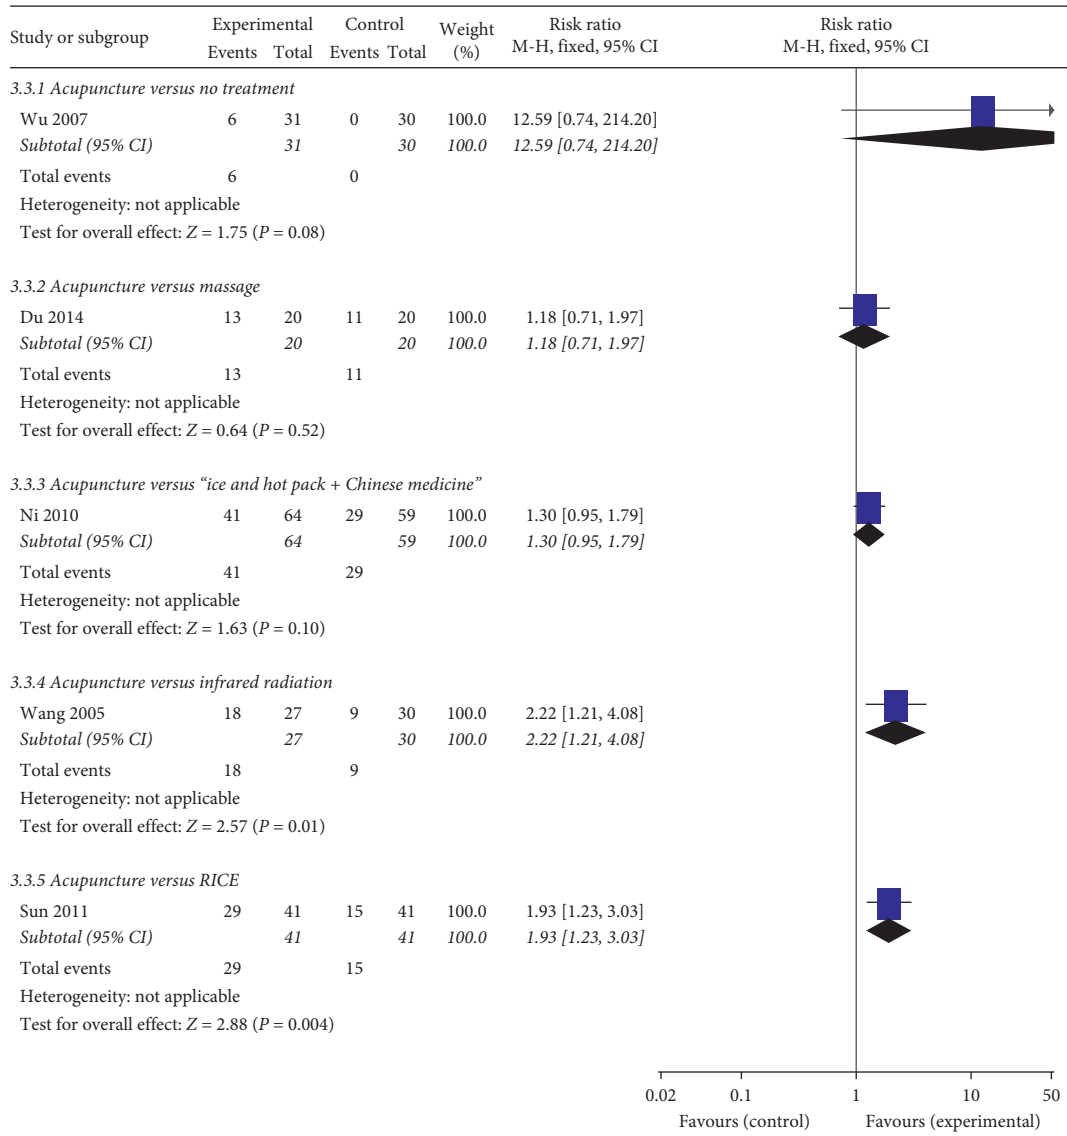 Study or subgroup Experimental Control Weight (%) Risk ratio M-H, fixed, 95% CI Risk ratio M-H, fixed, 95% CI
Events Total Events Total
3.3.1 Acupuncture versus no treatment
Wu 2007 6 31 0 30 100.0 12.59 [0.74, 214.20]
Subtotal (95% CI) 31 30 100.0 12.59 [0.74, 214.20]
Total events 6 0
Heterogeneity: not applicable
Test for overall effect: Z = 1.75 (P = 0.08)
3.3.2 Acupuncture versus massage
Du 2014 13 20 11 20 100.0 1.18 [0.71, 1.97]
Subtotal (95% CI) 20 20 100.0 1.18 [0.71, 1.97]
Total events 13 11
Heterogeneity: not applicable
Test for overall effect: Z = 0.64 (P = 0.52)
3.3.3 Acupuncture versus “ice and hot pack + Chinese medicine”
Ni 2010 41 64 29 59 100.0 1.30 [0.95, 1.79]
Subtotal (95% CI) 64 59 100.0 1.30 [0.95, 1.79]
Total events 41 29
Heterogeneity: not applicable
Test for overall effect: Z = 1.63 (P = 0.10)
3.3.4 Acupuncture versus infrared radiation
Wang 2005 18 27 9 30 100.0 2.22 [1.21, 4.08]
Subtotal (95% CI) 27 30 100.0 2.22 [1.21, 4.08]
Total events 18 9
Heterogeneity: not applicable
Test for overall effect: Z = 2.57 (P = 0.01)
3.3.5 Acupuncture versus RICE
Sun 2011 29 41 15 41 100.0 1.93 [1.23, 3.03]
Subtotal (95% CI) 41 41 100.0 1.93 [1.23, 3.03]
Total events 29 15
Heterogeneity: not applicable
Test for overall effect: Z = 2.88 (P = 0.004)
0.02 0.1 1 10 50
Favours (control) Favours (experimental)